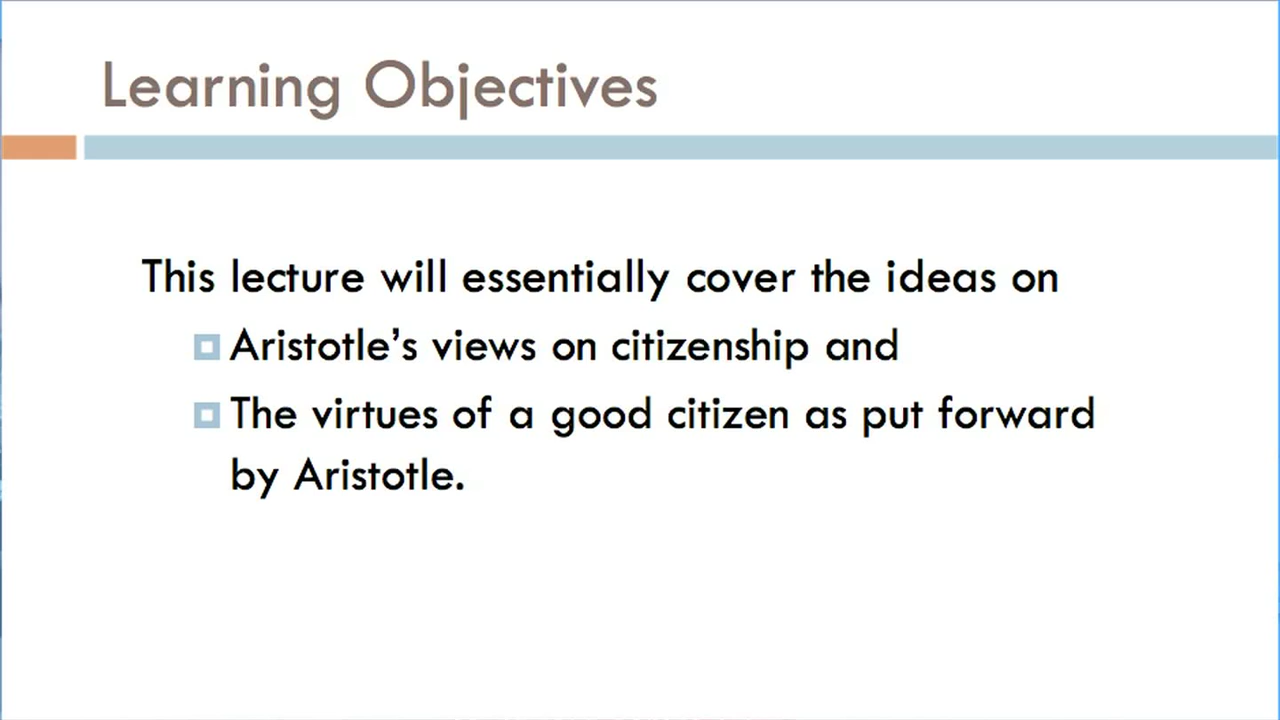 Learning Objectives
This lecture will essentially cover the ideas on
Aristotle’s views on citizenship and
The virtues of a good citizen as put forward
by Aristotle.